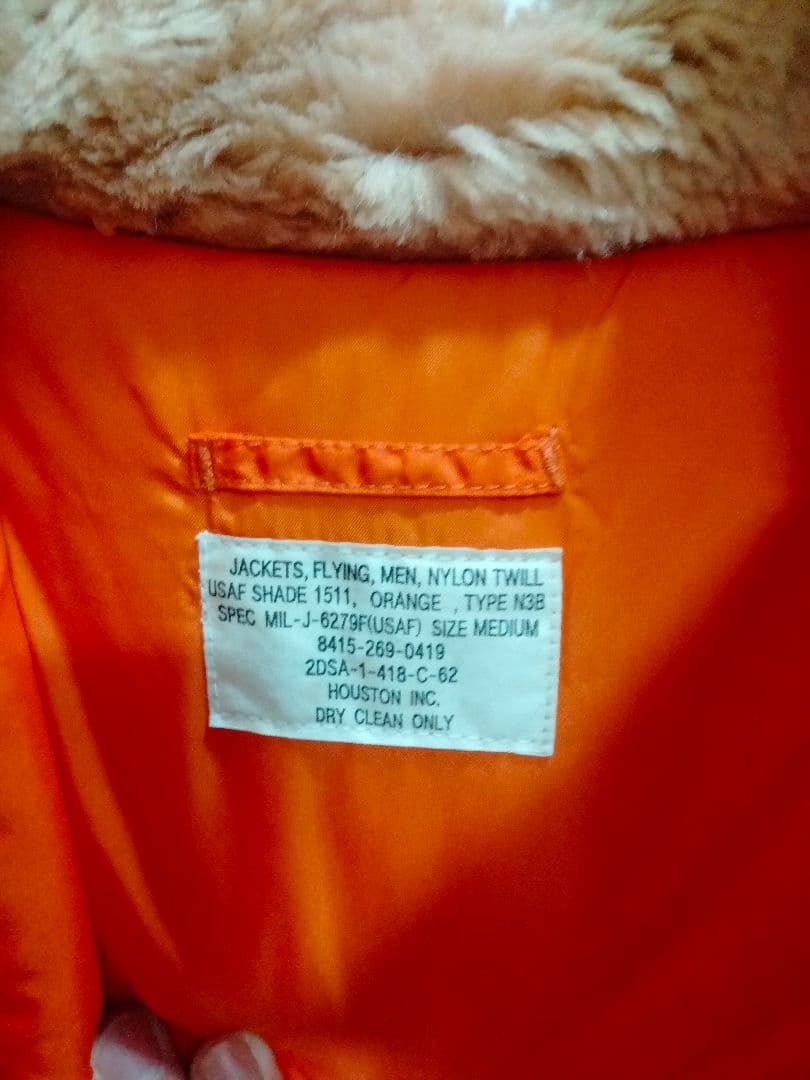 JACKETS, FLYING, MEN, NYLON TWILL
USAF SHADE 1511, ORANGE , TYPE N3B
SPEC MIL-J-6279F(USAF) SIZE MEDIUM
8415-269-0419
2DSA-1-418-C-62
HOUSTON INC.
DRY CLEAN ONLY